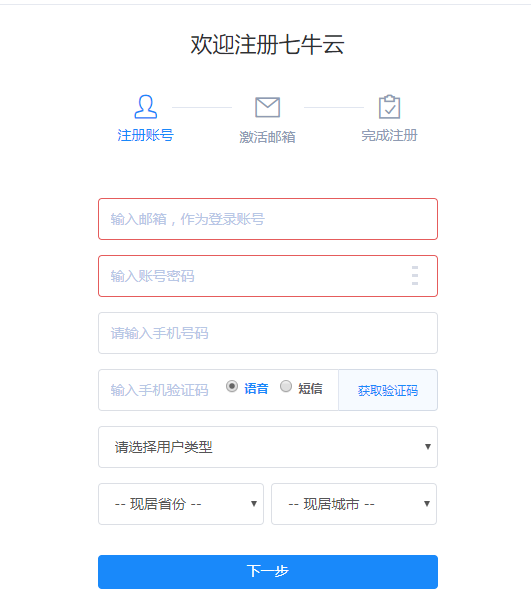 欢迎注册七牛云
注册账号 激活邮箱 完成注册
输入邮箱，作为登录账号
输入账号密码
请输入手机号码
输入手机验证码 语音 短信 获取验证码
请选择用户类型
-- 现居省份 -- -- 现居城市 --
下一步